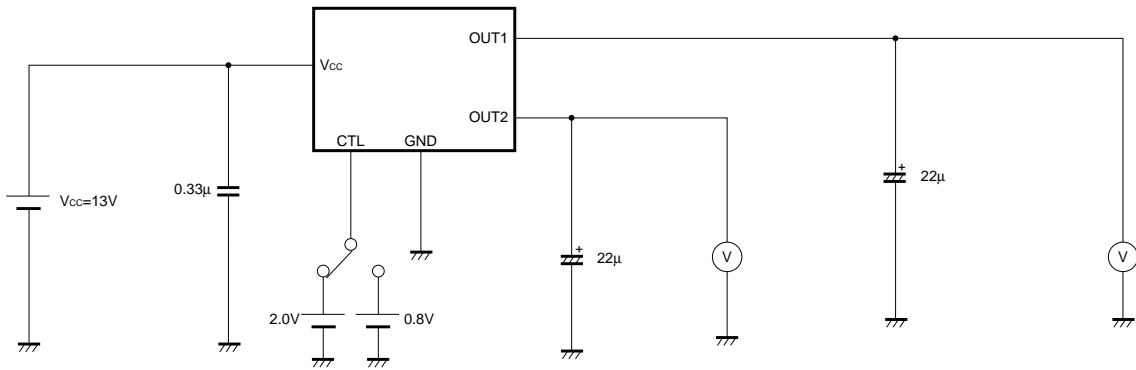 OUT1
Vcc
OUT2
CTL GND
Vcc=13V
0.33μ
+
22μ
+
22μ
V
V
2.0V
0.8V